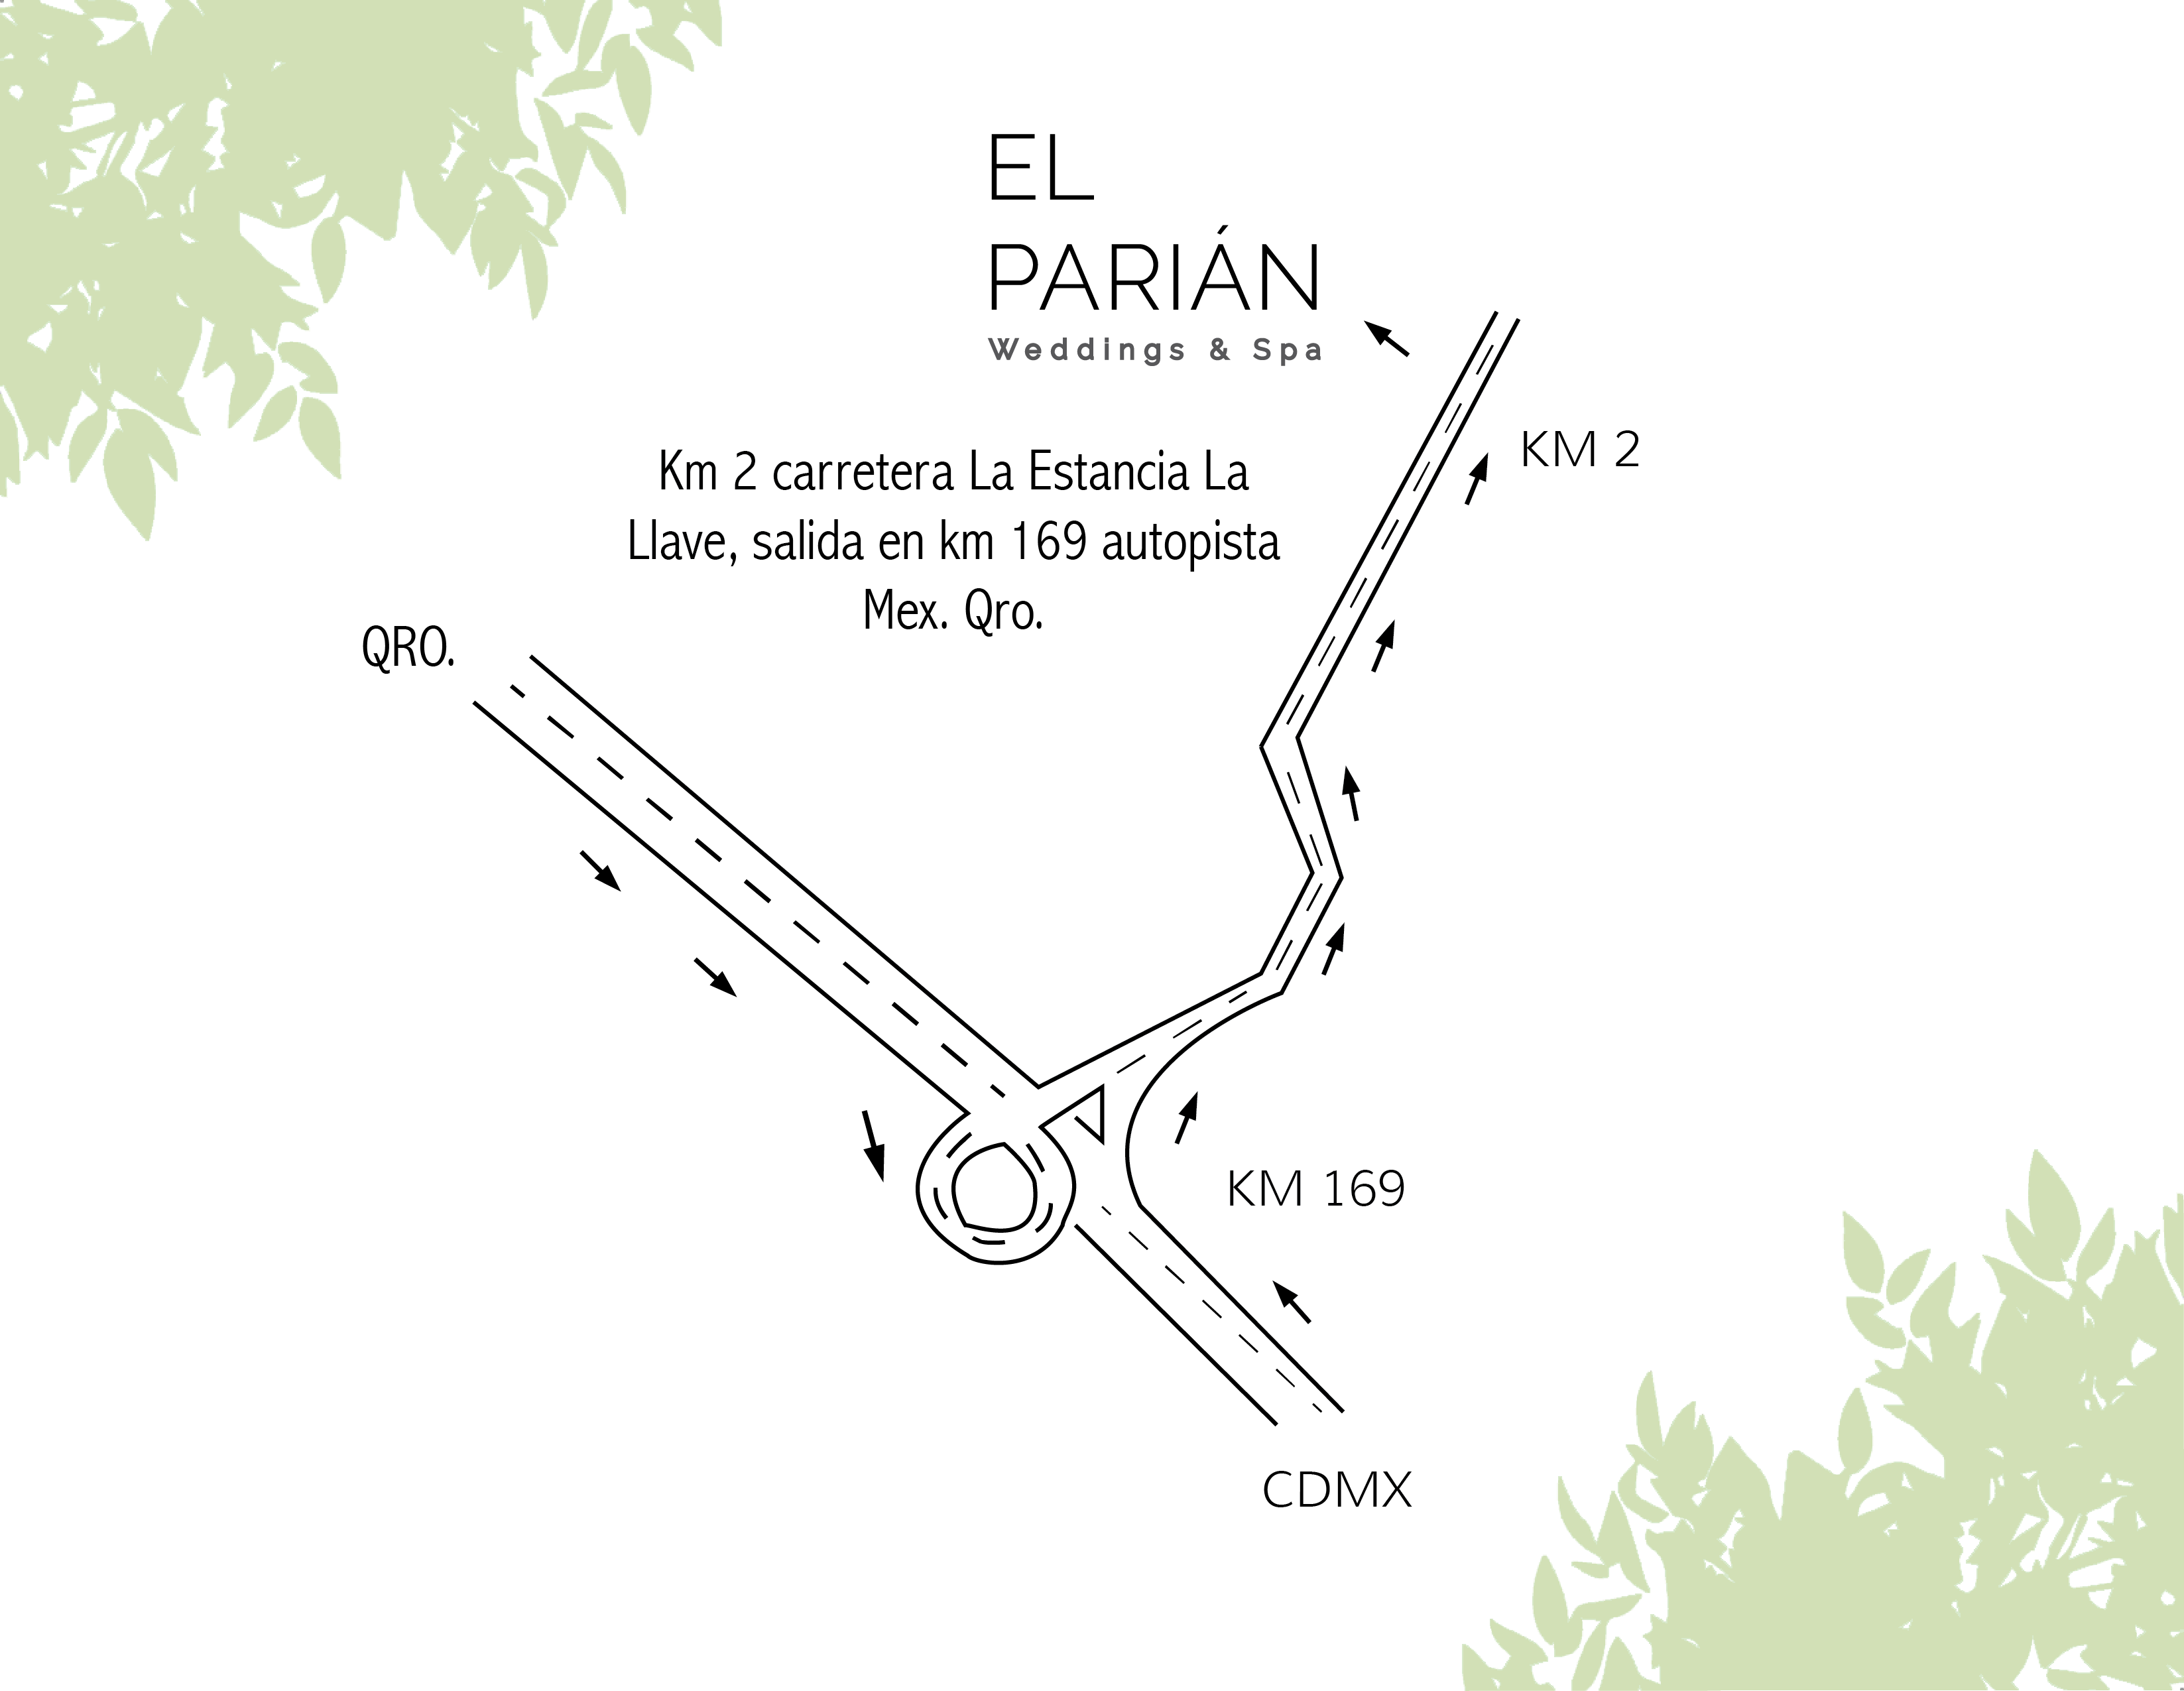 EL
PARIÁN
Weddings & Spa
KM 2
Km 2 carretera La Estancia La
Llave, salida en km 169 autopista
Mex. Qro.
QRO.
KM 169
CDMX